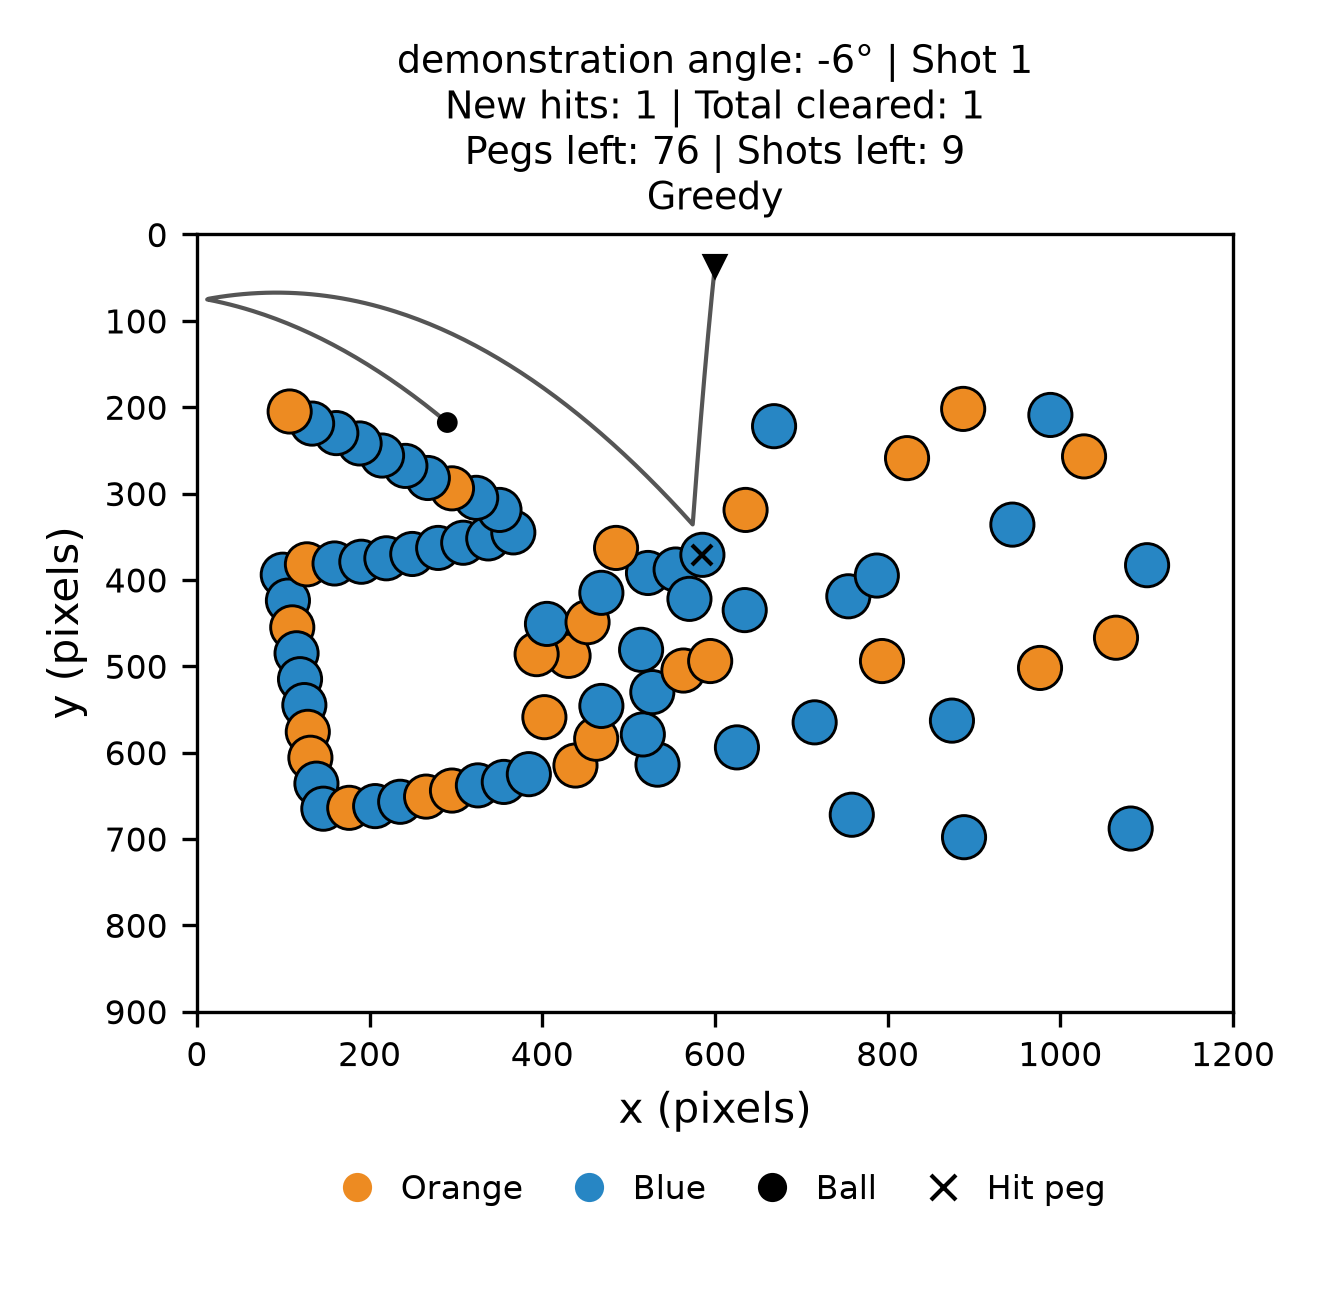 demonstration angle: -6° | Shot 1
New hits: 1 | Total cleared: 1
Pegs left: 76 | Shots left: 9
Greedy
0
100
200
300
400
500
600
700
800
900
y (pixels)
0 200 400 600 800 1000 1200
x (pixels)
Orange Blue Ball Hit peg